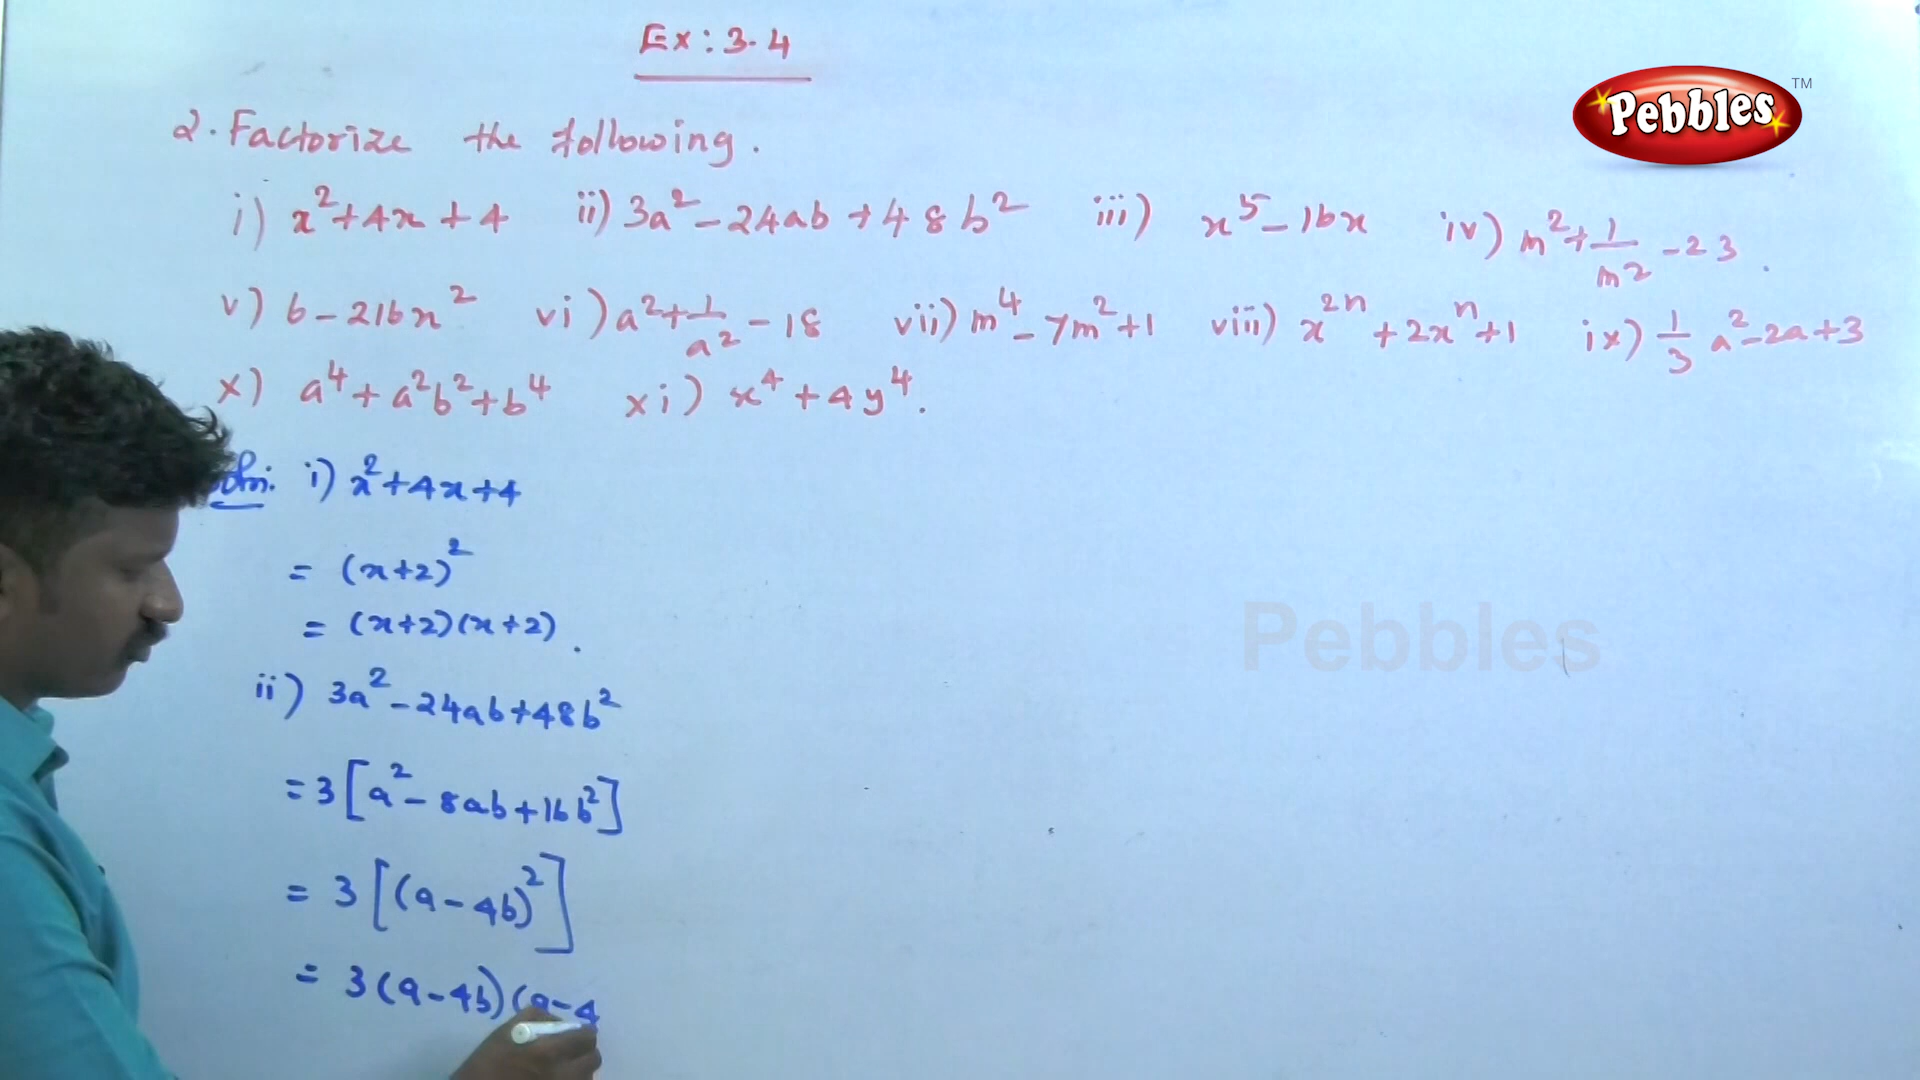 Ex: 3.4
Pebbles™
2. Factorize the following.
i) x²+4x+4 ii) 3a²-24ab+48b² iii) x⁵-16x iv) m²+1/m²-23.
v) 6-216x² vi) a²+1/a²-18 vii) m⁴-7m²+1 viii) x²ⁿ+2xⁿ+1 ix) 1/3 a²-2a+3
x) a⁴+a²b²+b⁴ xi) x⁴+4y⁴.
i) x²+4x+4
= (x+2)²
= (x+2)(x+2).
Pebbles
ii) 3a²-24ab+48b²
= 3[a²-8ab+16b²]
= 3[(a-4b)²]
= 3(a-4b)(a-4